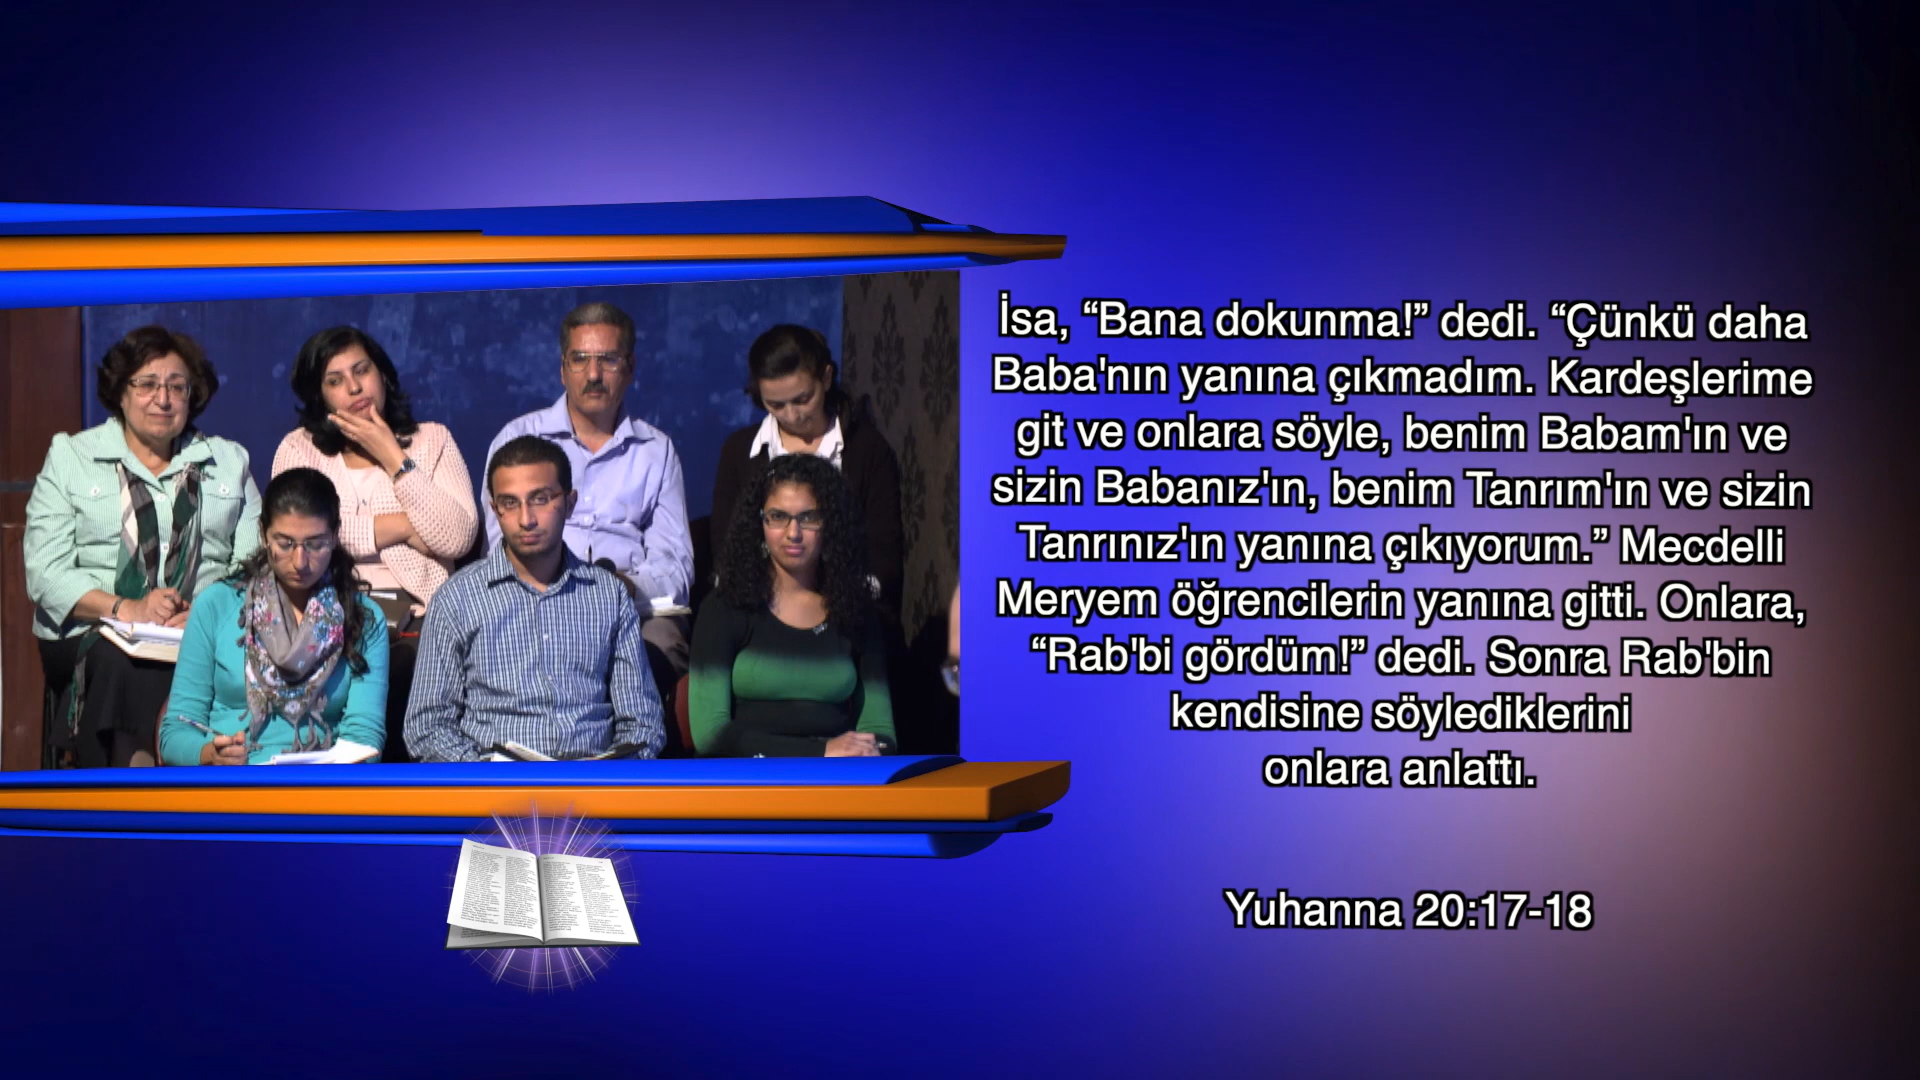 İsa, “Bana dokunma!” dedi. “Çünkü daha
Baba'nın yanına çıkmadım. Kardeşlerime
git ve onlara söyle, benim Babam'ın ve
sizin Babanız'ın, benim Tanrım'ın ve sizin
Tanrınız'ın yanına çıkıyorum.” Mecdelli
Meryem öğrencilerin yanına gitti. Onlara,
“Rab'bi gördüm!” dedi. Sonra Rab'bin
kendisine söylediklerini
onlara anlattı.
Yuhanna 20:17-18